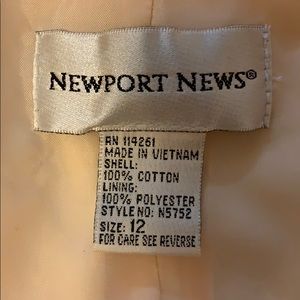 NEWPORT NEWS®
RN 114261
MADE IN VIETNAM
SHELL:
100% COTTON
LINING:
100% POLYESTER
STYLE NO: N5752
SIZE: 12
FOR CARE SEE REVERSE